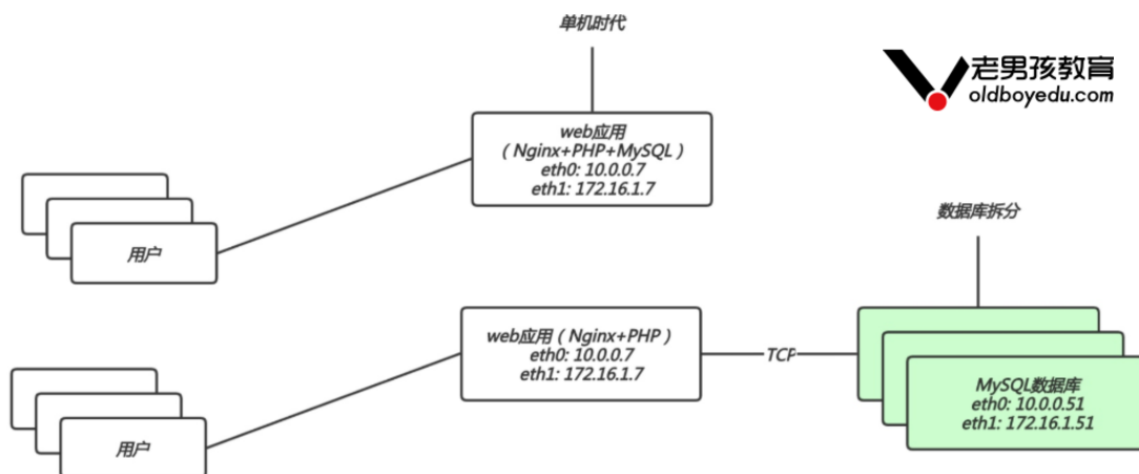 单机时代
老男孩教育
oldboyedu.com
web应用
（Nginx+PHP+MySQL）
eth0: 10.0.0.7
eth1: 172.16.1.7
用户
数据库拆分
web应用（Nginx+PHP）
eth0: 10.0.0.7
eth1: 172.16.1.7
TCP
MySQL数据库
eth0: 10.0.0.51
eth1: 172.16.1.51
用户